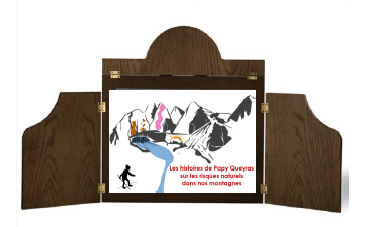 Les histoires de Papy Queyras
sur les risques naturels
dans nos montagnes